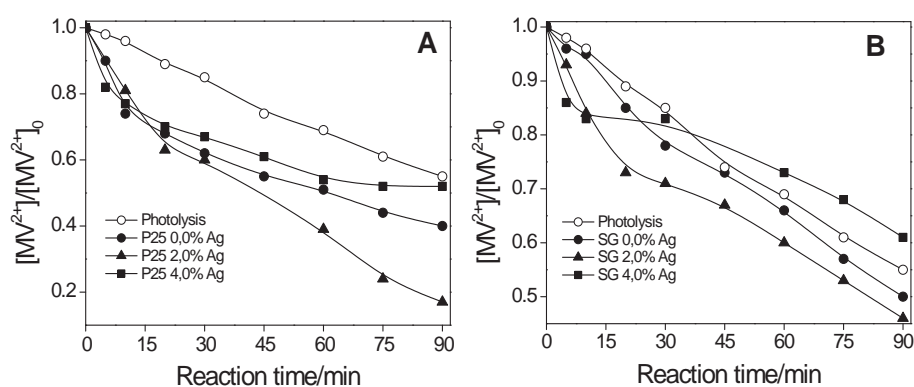 A
1.0
0.8
0.6
0.4
0.2
[MV²⁺]/[MV²⁺]₀
Photolysis
P25 0,0% Ag
P25 2,0% Ag
P25 4,0% Ag
0 15 30 45 60 75 90
Reaction time/min
B
1.0
0.9
0.8
0.7
0.6
0.5
[MV²⁺]/[MV²⁺]₀
Photolysis
SG 0,0% Ag
SG 2,0% Ag
SG 4,0% Ag
0 15 30 45 60 75 90
Reaction time/min